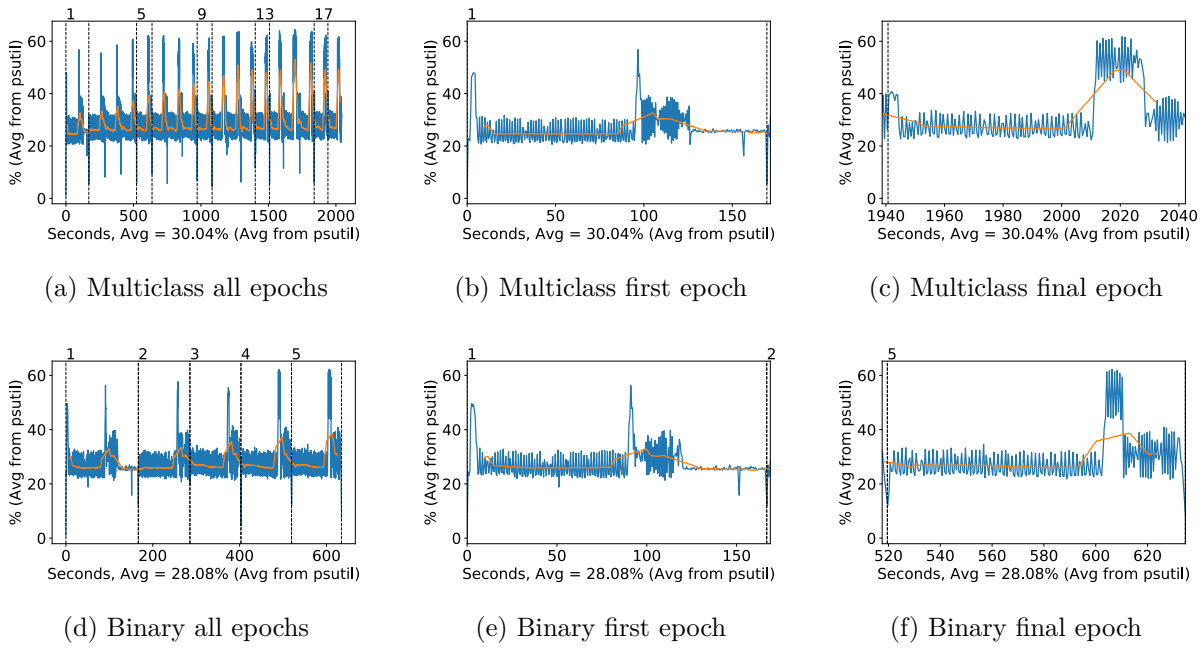 1 5 9 13 17
60
40
20
0
% (Avg from psutil)
0 500 1000 1500 2000
Seconds, Avg = 30.04% (Avg from psutil)
(a) Multiclass all epochs
1
60
40
20
0
% (Avg from psutil)
0 50 100 150
Seconds, Avg = 30.04% (Avg from psutil)
(b) Multiclass first epoch
60
40
20
0
% (Avg from psutil)
1940 1960 1980 2000 2020 2040
Seconds, Avg = 30.04% (Avg from psutil)
(c) Multiclass final epoch
1 2 3 4 5
60
40
20
0
% (Avg from psutil)
0 200 400 600
Seconds, Avg = 28.08% (Avg from psutil)
(d) Binary all epochs
1 2
60
40
20
0
% (Avg from psutil)
0 50 100 150
Seconds, Avg = 28.08% (Avg from psutil)
(e) Binary first epoch
5
60
40
20
0
% (Avg from psutil)
520 540 560 580 600 620
Seconds, Avg = 28.08% (Avg from psutil)
(f) Binary final epoch